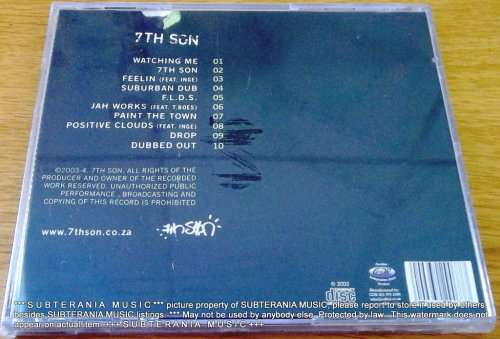 7TH SON
WATCHING ME 01
7TH SON 02
FEELIN (FEAT. INGE) 03
SUBURBAN DUB 04
F.L.D.S. 05
JAH WORKS (FEAT. T.BOES) 06
PAINT THE TOWN 07
POSITIVE CLOUDS (FEAT. INGE) 08
DROP 09
DUBBED OUT 10
©2003-4. 7TH SON. ALL RIGHTS OF THE
PRODUCER AND OWNER OF THE RECORDED
WORK RESERVED. UNAUTHORIZED PUBLIC
PERFORMANCE . BROADCASTING AND
COPYING OF THIS RECORD IS PROHIBITED
www.7thson.co.za
disc
*** S U B T E R A N I A M U S I C *** picture property of SUBTERANIA MUSIC, please report to store if used by others
besides SUBTERANIA MUSIC listings. *** May not be used by anybody else. Protected by law . This watermark does not
appear on actuall tem. +++ S U B T E R A N I A M U S I C +++